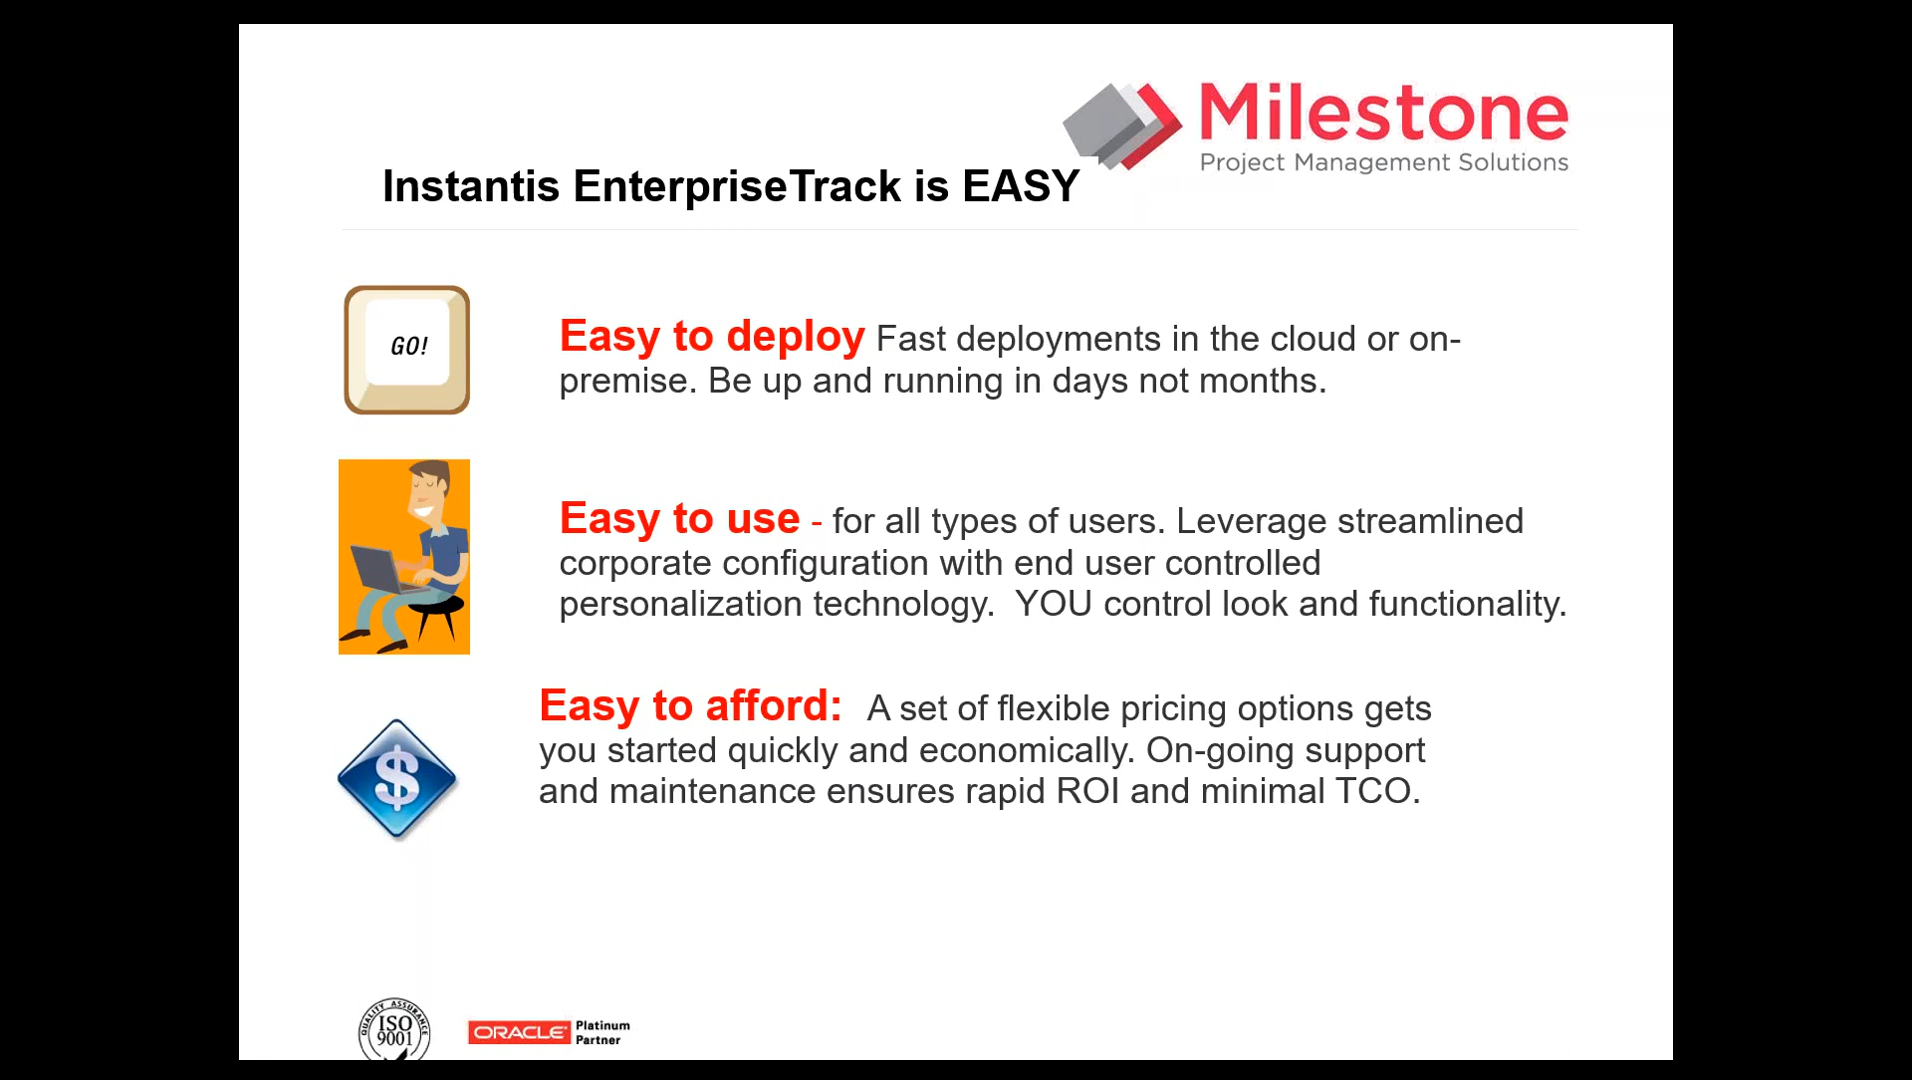 Milestone
Project Management Solutions
Instantis EnterpriseTrack is EASY
GO!
Easy to deploy Fast deployments in the cloud or on-
premise. Be up and running in days not months.
Easy to use - for all types of users. Leverage streamlined
corporate configuration with end user controlled
personalization technology.  YOU control look and functionality.
Easy to afford:  A set of flexible pricing options gets
you started quickly and economically. On-going support
and maintenance ensures rapid ROI and minimal TCO.
$
QUALITY ASSURANCE
ISO
9001
ORACLE Platinum
Partner